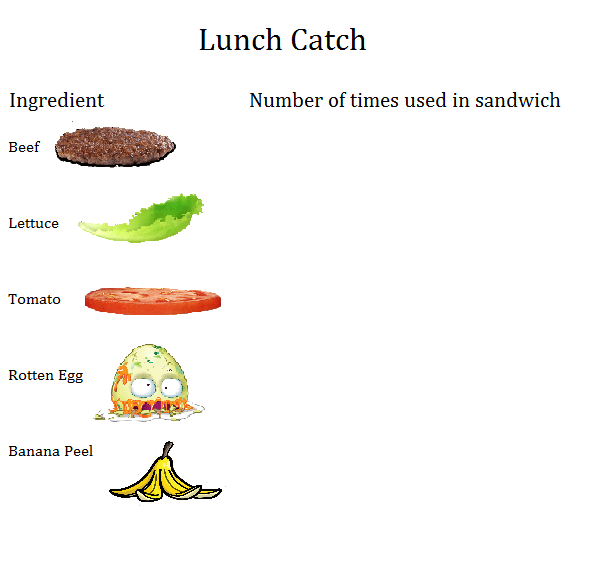 Lunch Catch
Ingredient Number of times used in sandwich
Beef
Lettuce
Tomato
Rotten Egg
Banana Peel